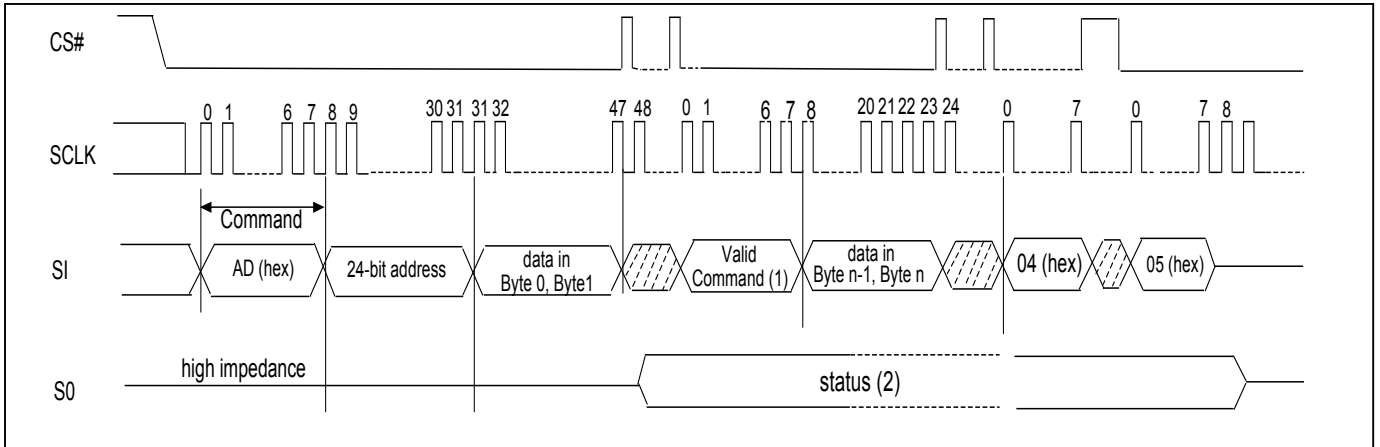 CS#
0 1 6 7 8 9 30 31 31 32 47 48 0 1 6 7 8 20 21 22 23 24 0 7 0 7 8
SCLK
Command
SI
AD (hex)
24-bit address
data in
Byte 0, Byte1
Valid
Command (1)
data in
Byte n-1, Byte n
04 (hex)
05 (hex)
high impedance
S0
status (2)